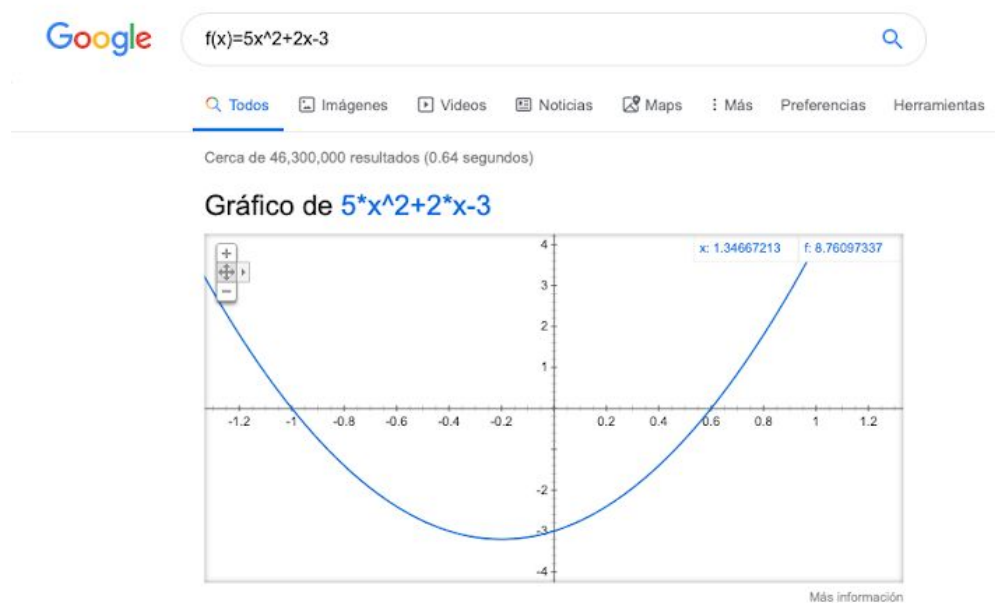 Google
f(x)=5x^2+2x-3
Todos Imágenes Videos Noticias Maps Más Preferencias Herramientas
Cerca de 46,300,000 resultados (0.64 segundos)
Gráfico de 5*x^2+2*x-3
x: 1.34667213 f: 8.76097337
4
3
2
1
-1.2 -1 -0.8 -0.6 -0.4 -0.2 0.2 0.4 0.6 0.8 1 1.2
-2
-3
-4
Más información